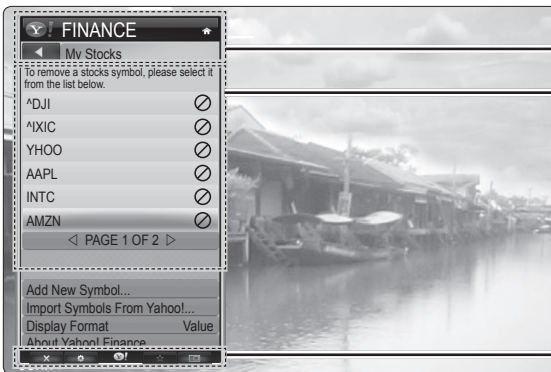 Y! FINANCE
My Stocks
To remove a stocks symbol, please select it
from the list below.
^DJI
^IXIC
YHOO
AAPL
INTC
AMZN
◁ PAGE 1 OF 2 ▷
Add New Symbol...
Import Symbols From Yahoo!...
Display Format Value
About Yahoo! Finance
Y!